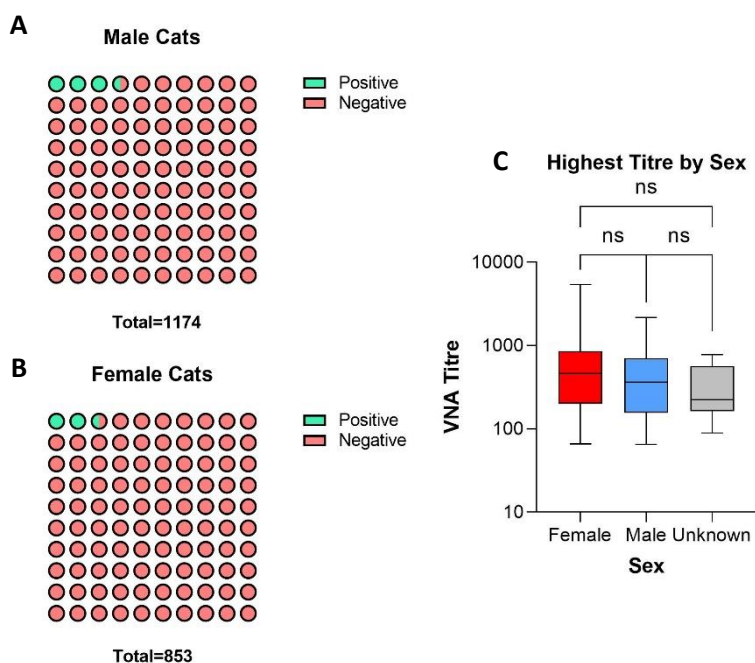 A
Male Cats
Positive
Negative
Total=1174
B
Female Cats
Positive
Negative
Total=853
C
Highest Titre by Sex
ns
ns
ns
10000
1000
100
10
VNA Titre
Female
Male
Unknown
Sex